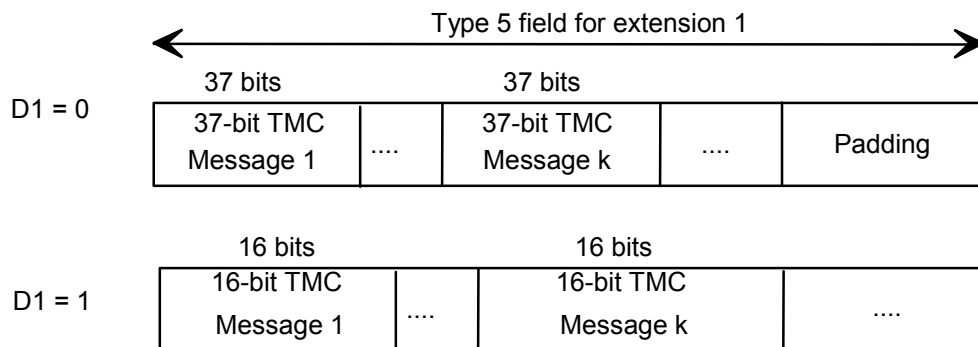 Type 5 field for extension 1
37 bits 37 bits
D1 = 0
37-bit TMC .... 37-bit TMC .... Padding
Message 1 Message k
16 bits 16 bits
D1 = 1
16-bit TMC .... 16-bit TMC ....
Message 1 Message k